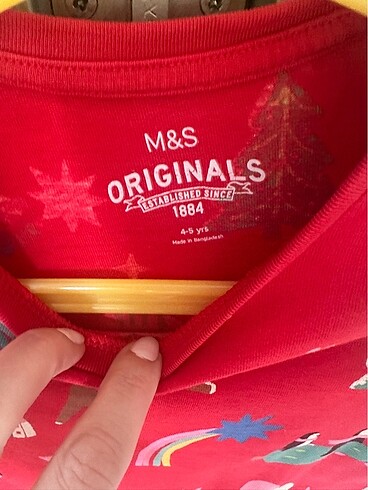 M&S
ORIGINALS
ESTABLISHED SINCE
1884
4-5 yrs
Made in Bangladesh